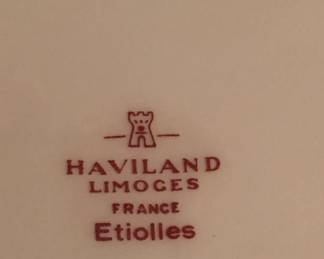 HAVILAND
LIMOGES
FRANCE
Etiolles